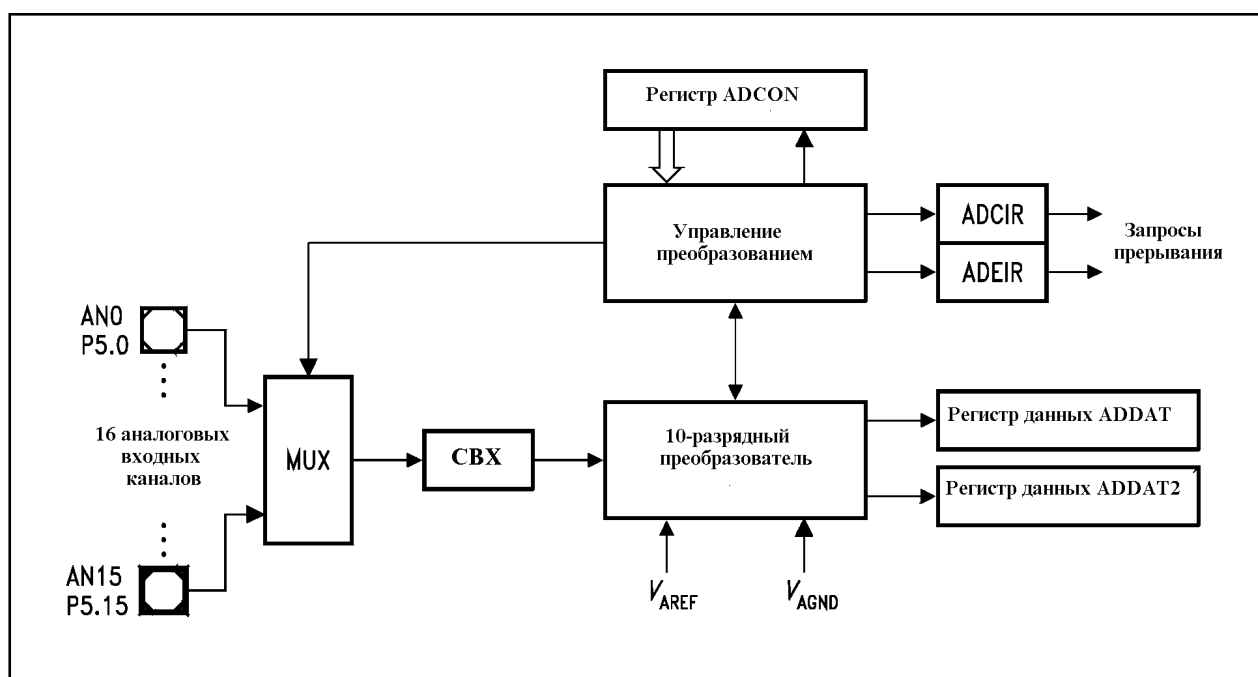 Регистр ADCON
Управление
преобразованием
ADCIR
ADEIR
Запросы
прерывания
AN0
P5.0
16 аналоговых
входных
каналов
AN15
P5.15
MUX
СВХ
10-разрядный
преобразователь
Регистр данных ADDAT
Регистр данных ADDAT2
VAREF
VAGND